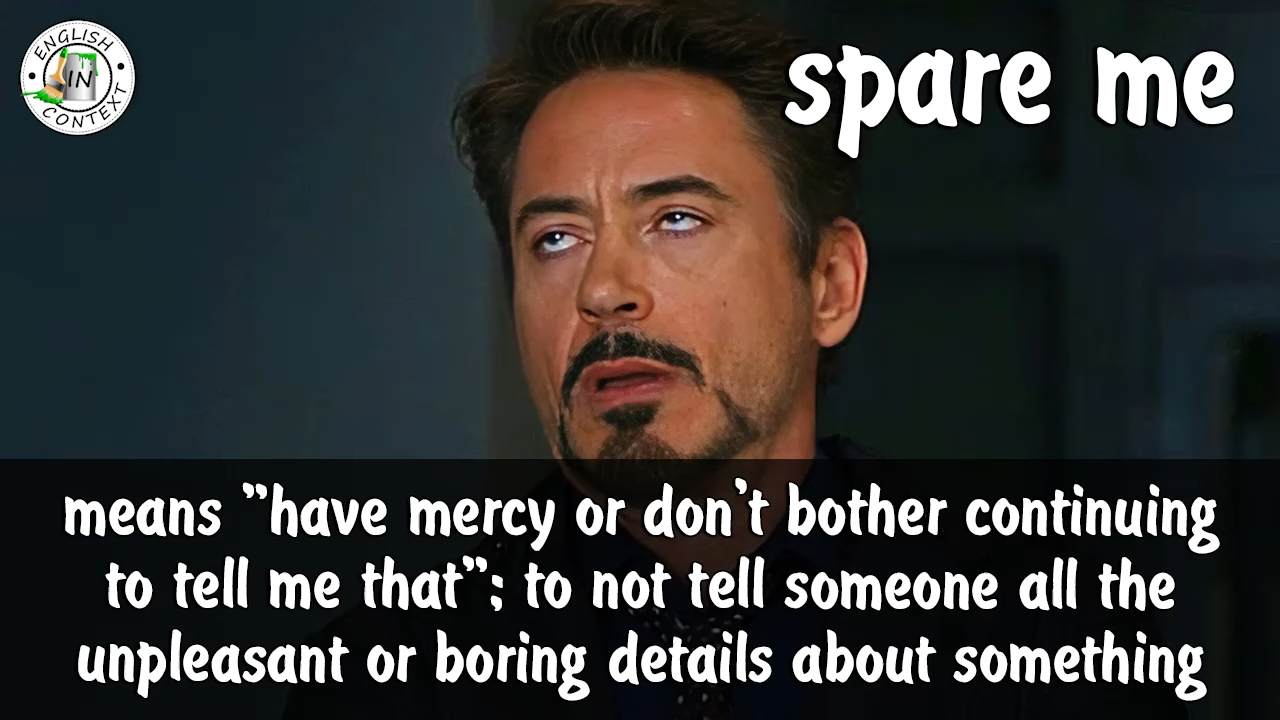 ENGLISH
IN
CONTEXT
spare me
means "have mercy or don't bother continuing
to tell me that"; to not tell someone all the
unpleasant or boring details about something